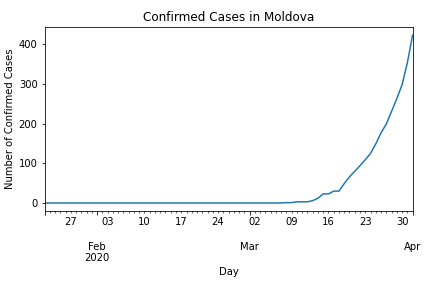 Confirmed Cases in Moldova
Number of Confirmed Cases
400
300
200
100
0
27 03 10 17 24 02 09 16 23 30
Feb Mar Apr
2020
Day